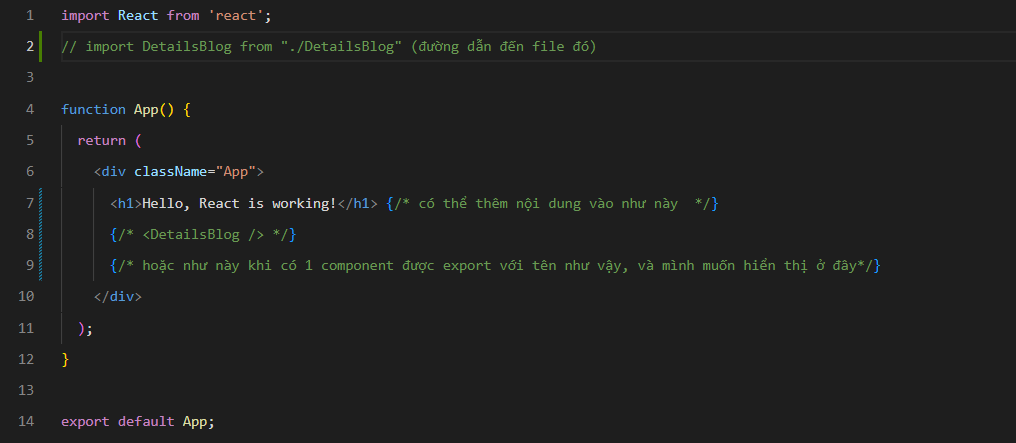 1 import React from 'react';
2 // import DetailsBlog from "./DetailsBlog" (đường dẫn đến file đó)
3
4 function App() {
5 return (
6 <div className="App">
7 <h1>Hello, React is working!</h1> {/* có thể thêm nội dung vào như này  */}
8 {/* <DetailsBlog /> */}
9 {/* hoặc như này khi có 1 component được export với tên như vậy, và mình muốn hiển thị ở đây*/}
10 </div>
11 );
12 }
13
14 export default App;